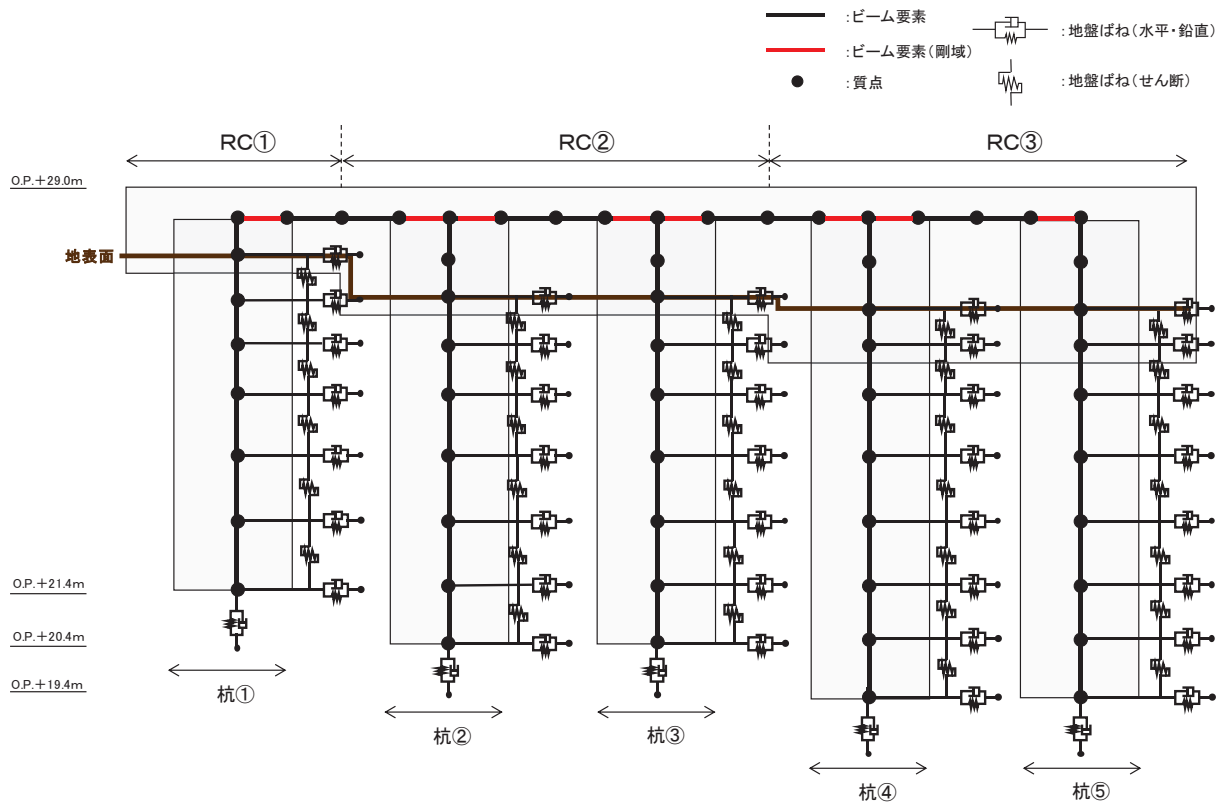 :ビーム要素
:地盤ばね(水平・鉛直)
:ビーム要素(剛域)
:質点
:地盤ばね(せん断)
RC①
RC②
RC③
O.P.+29.0m
地表面
O.P.+21.4m
O.P.+20.4m
O.P.+19.4m
杭①
杭②
杭③
杭④
杭⑤